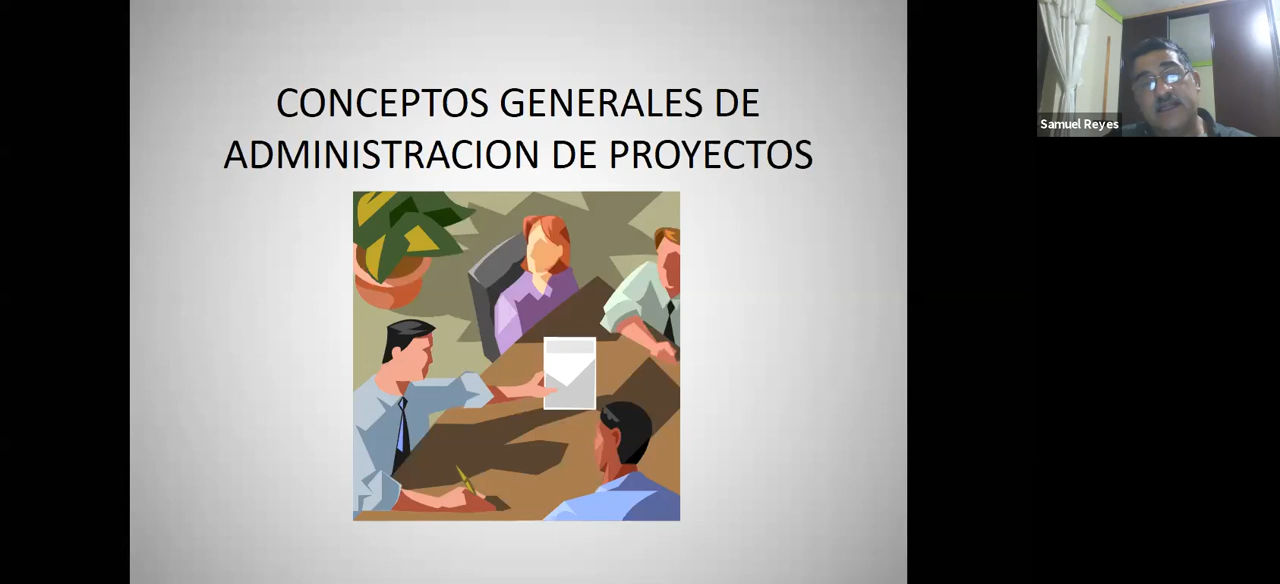 CONCEPTOS GENERALES DE
ADMINISTRACION DE PROYECTOS
Samuel Reyes